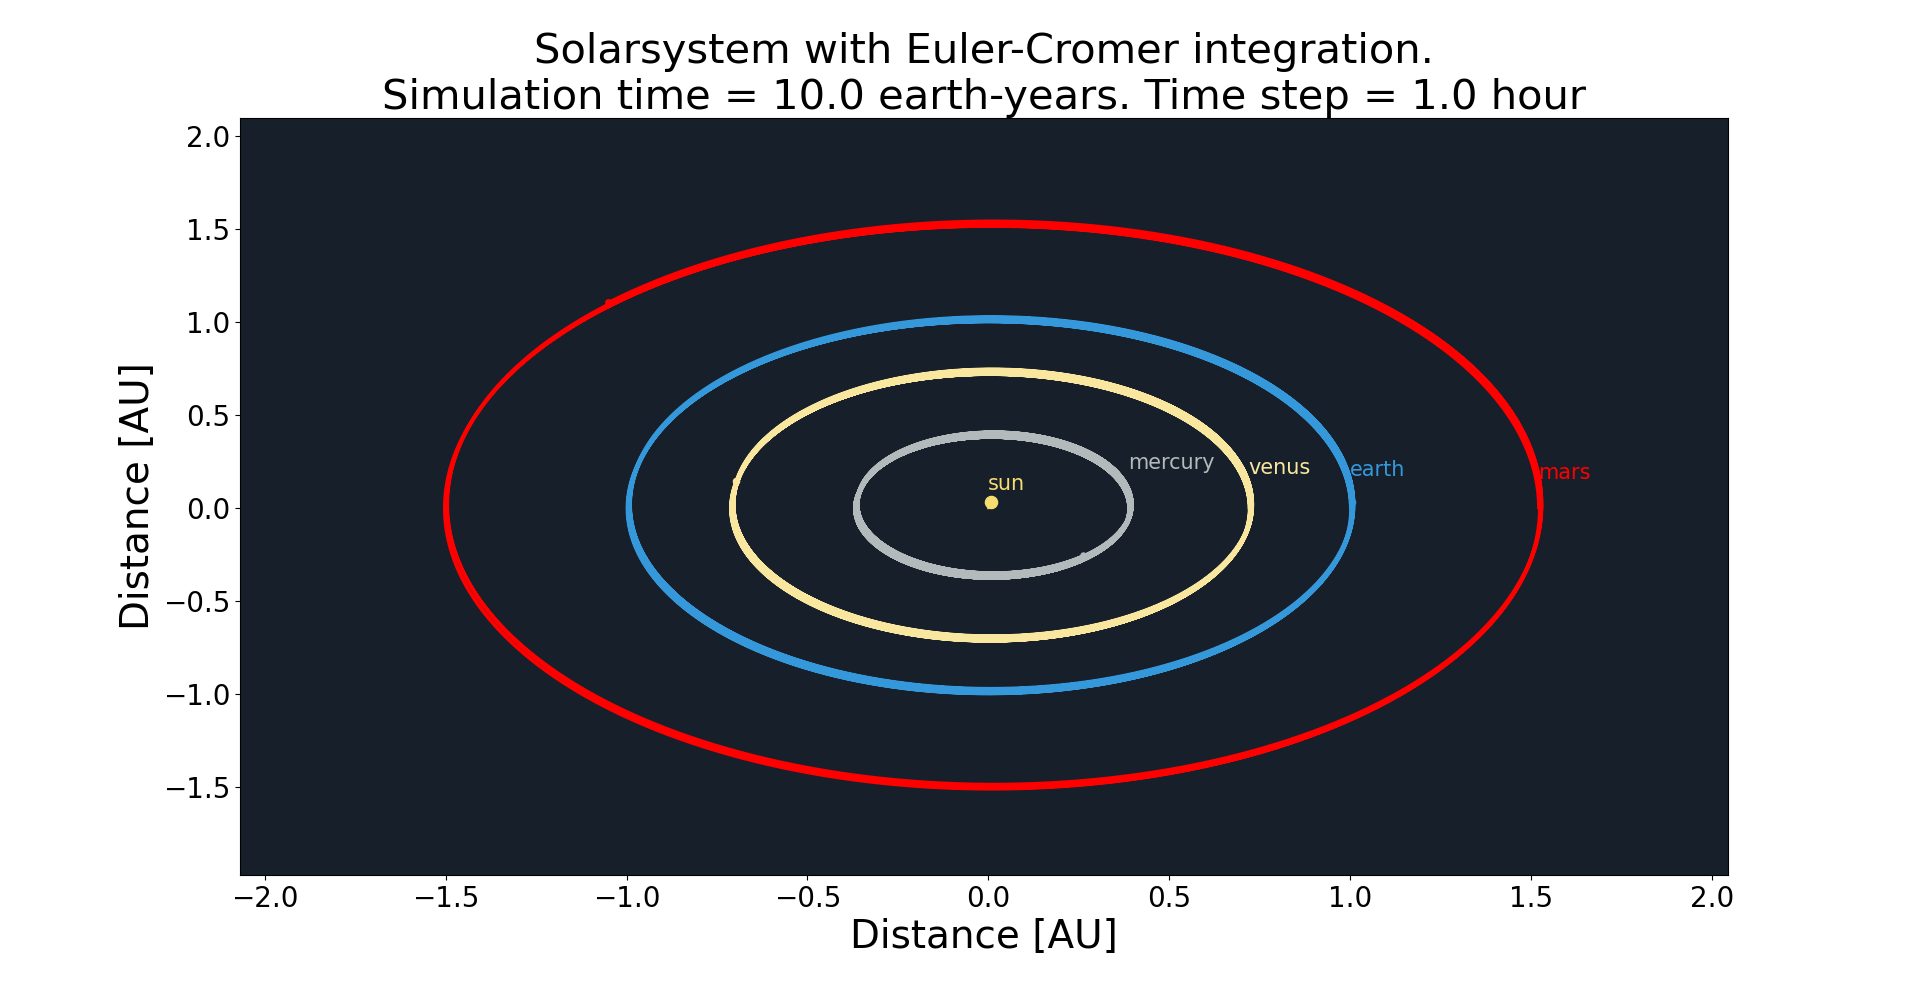 Solarsystem with Euler-Cromer integration.
Simulation time = 10.0 earth-years. Time step = 1.0 hour
2.0
1.5
1.0
0.5
0.0
−0.5
−1.0
−1.5
Distance [AU]
mercury
venus
earth
mars
sun
−2.0 −1.5 −1.0 −0.5 0.0 0.5 1.0 1.5 2.0
Distance [AU]